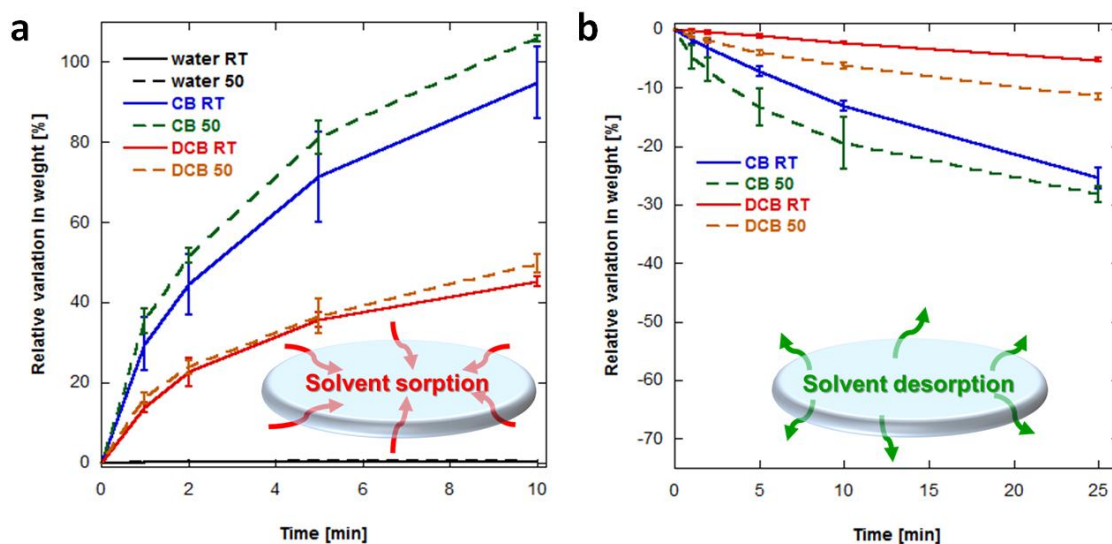 a
Relative variation In weight [%]
100
80
60
40
20
0
water RT
water 50
CB RT
CB 50
DCB RT
DCB 50
Solvent sorption
0
2
4
6
8
10
Time [min]
b
Relative variation In weight [%]
0
-10
-20
-30
-40
-50
-60
-70
CB RT
CB 50
DCB RT
DCB 50
Solvent desorption
0
5
10
15
20
25
Time [min]